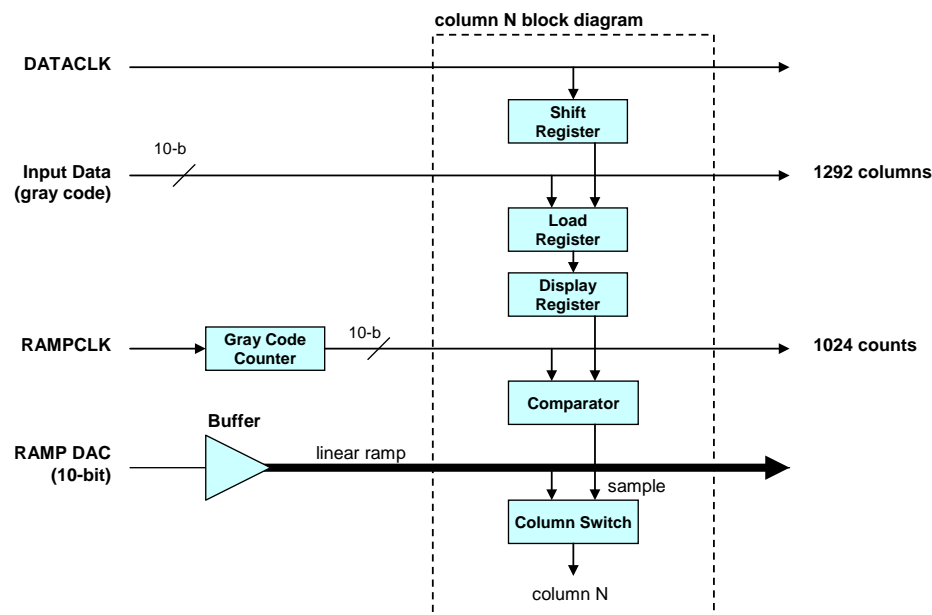 column N block diagram
DATACLK
Shift
Register
10-b
Input Data
(gray code)
1292 columns
Load
Register
Display
Register
RAMPCLK
Gray Code
Counter
10-b
1024 counts
Comparator
Buffer
RAMP DAC
(10-bit)
linear ramp
sample
Column Switch
column N